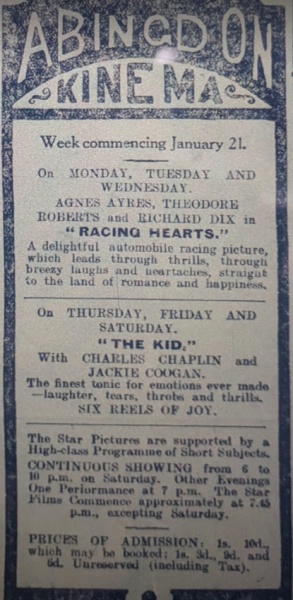 ABINGDON
KINEMA
Week commencing January 21.
On MONDAY, TUESDAY AND
WEDNESDAY.
AGNES AYRES, THEODORE
ROBERTS and RICHARD DIX in
"RACING HEARTS."
A delightful automobile racing picture,
which leads through thrills, through
breezy laughs and neartaches, straight
to the land of romance and happiness.
On THURSDAY, FRIDAY AND
SATURDAY.
"THE KID,"
With CHARLES CHAPLIN and
JACKIE COOGAN.
The finest tonic for emotions ever made
—laughter, tears, throbs and thrills.
SIX REELS OF JOY.
The Star Pictures are supported by a
High-class Programme of Short Subjects.
CONTINUOUS SHOWING from 6 to
10 p.m. on Saturday. Other Evenings
One Performance at 7 p.m. The Star
Films Commence approximately at 7.45
p.m., excepting Saturday.
PRICES OF ADMISSION: 1s. 10d.,
which may be booked; 1s. 3d., 9d. and
6d. Unreserved (including Tax).